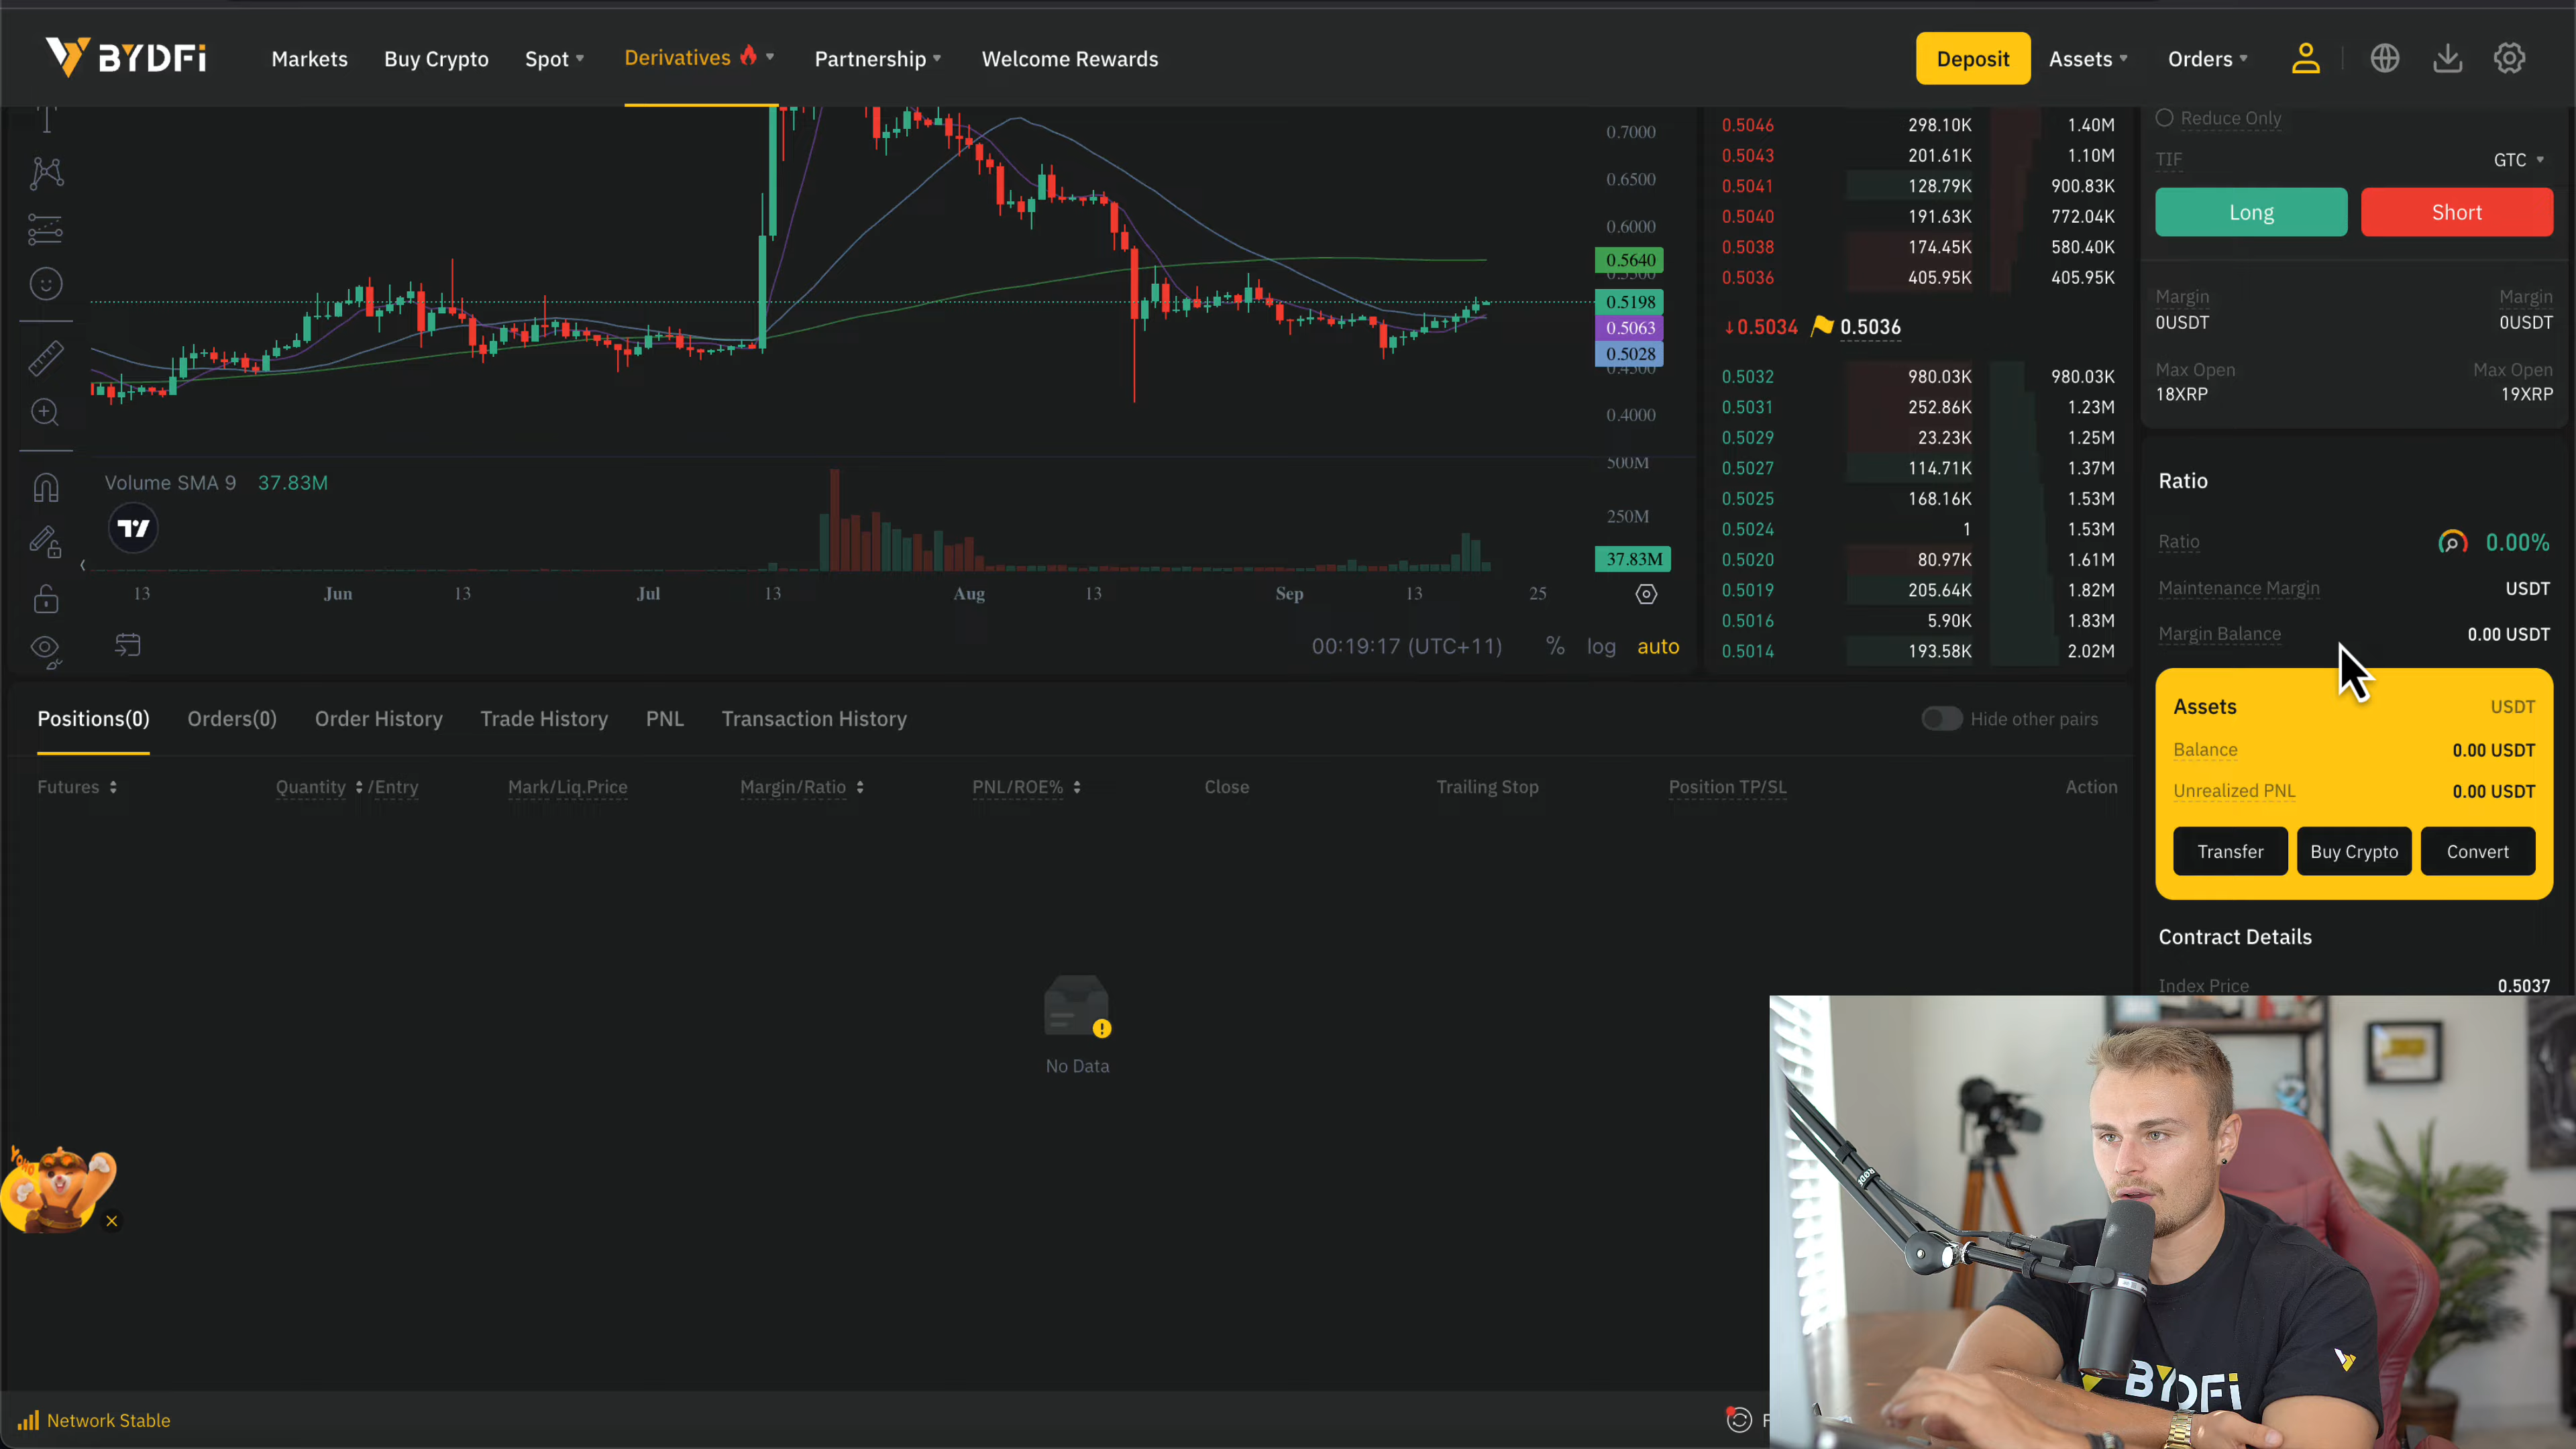 BYDFi Markets Buy Crypto Spot Derivatives Partnership Welcome Rewards Deposit Assets Orders
0.7000
0.6500
0.6000
0.5640
0.5198
0.5063
0.5028
0.4000
Volume SMA 9 37.83M
500M
250M
37.83M
13 Jun 13 Jul 13 Aug 13 Sep 13 25
00:19:17 (UTC+11) % log auto
0.5046 298.10K 1.40M
0.5043 201.61K 1.10M
0.5041 128.79K 900.83K
0.5040 191.63K 772.04K
0.5038 174.45K 580.40K
0.5036 405.95K 405.95K
↓0.5034 0.5036
0.5032 980.03K 980.03K
0.5031 252.86K 1.23M
0.5029 23.23K 1.25M
0.5027 114.71K 1.37M
0.5025 168.16K 1.53M
0.5024 1 1.53M
0.5020 80.97K 1.61M
0.5019 205.64K 1.82M
0.5016 5.90K 1.83M
0.5014 193.58K 2.02M
Reduce Only
TIF GTC
Long Short
Margin Margin
0USDT 0USDT
Max Open Max Open
18XRP 19XRP
Ratio
Ratio 0.00%
Maintenance Margin USDT
Margin Balance 0.00 USDT
Assets USDT
Balance 0.00 USDT
Unrealized PNL 0.00 USDT
Transfer Buy Crypto Convert
Contract Details
Index Price 0.5037
Positions(0) Orders(0) Order History Trade History PNL Transaction History Hide other pairs
Futures Quantity /Entry Mark/Liq.Price Margin/Ratio PNL/ROE% Close Trailing Stop Position TP/SL Action
No Data
Network Stable
RODE
BYDFi